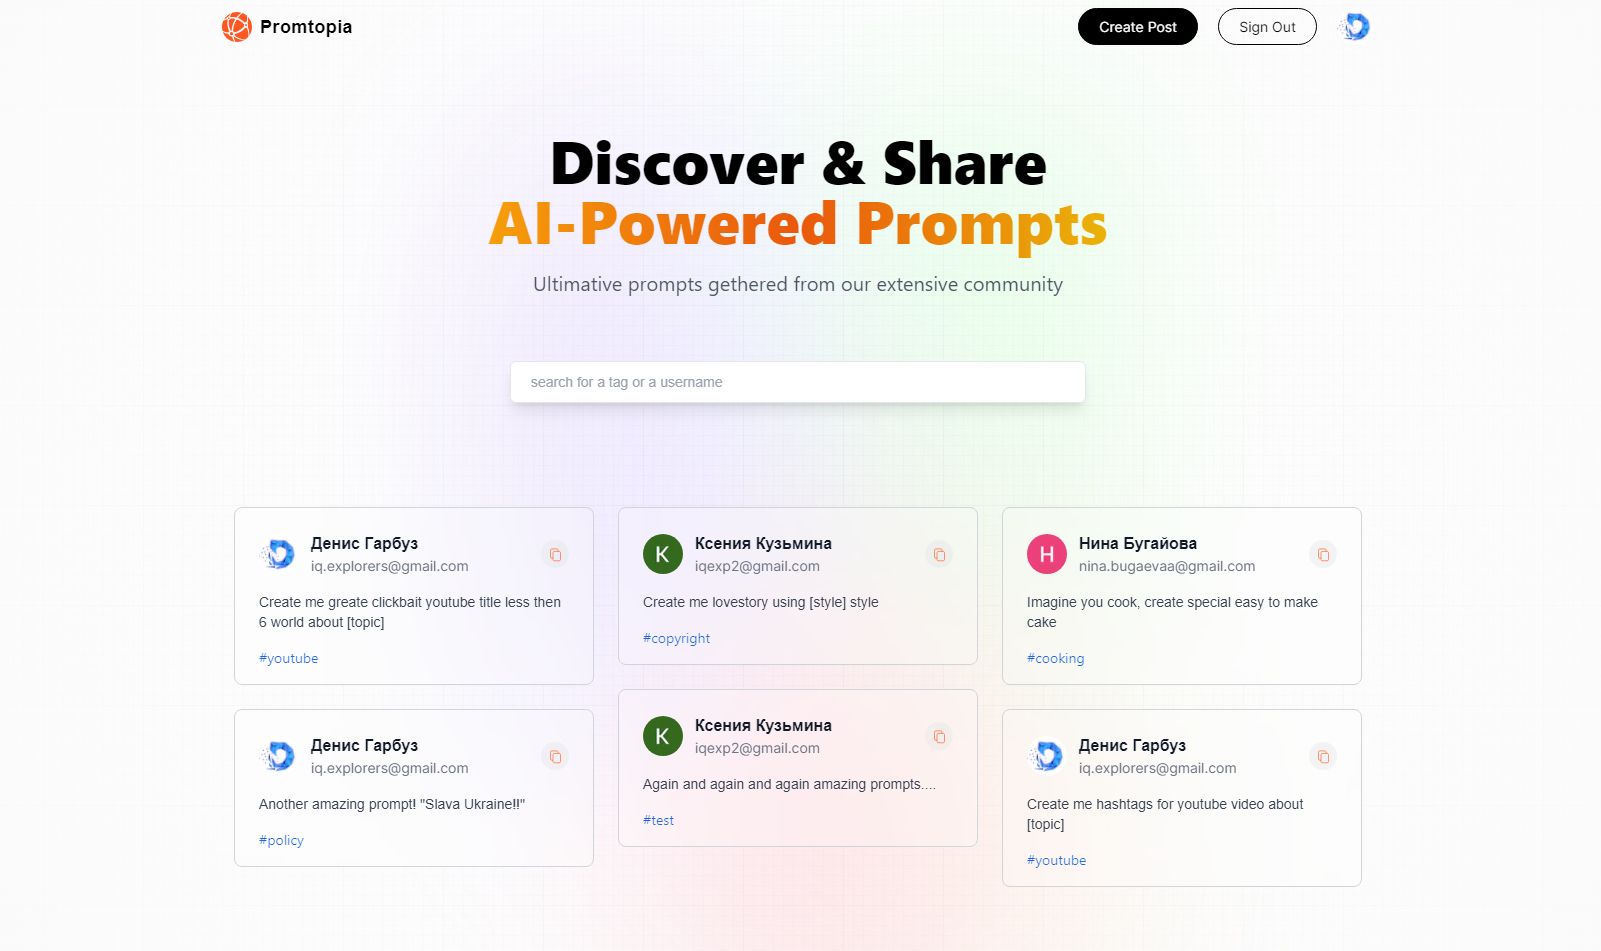 Promtopia
Create Post
Sign Out
Discover & Share
AI-Powered Prompts
Ultimative prompts gethered from our extensive community
search for a tag or a username
Денис Гарбуз
iq.explorers@gmail.com
Create me greate clickbait youtube title less then
6 world about [topic]
#youtube
K
Ксения Кузьмина
iqexp2@gmail.com
Create me lovestory using [style] style
#copyright
Н
Нина Бугайова
nina.bugaevaa@gmail.com
Imagine you cook, create special easy to make
cake
#cooking
Денис Гарбуз
iq.explorers@gmail.com
Another amazing prompt! "Slava Ukraine!!"
#policy
K
Ксения Кузьмина
iqexp2@gmail.com
Again and again and again amazing prompts....
#test
Денис Гарбуз
iq.explorers@gmail.com
Create me hashtags for youtube video about
[topic]
#youtube